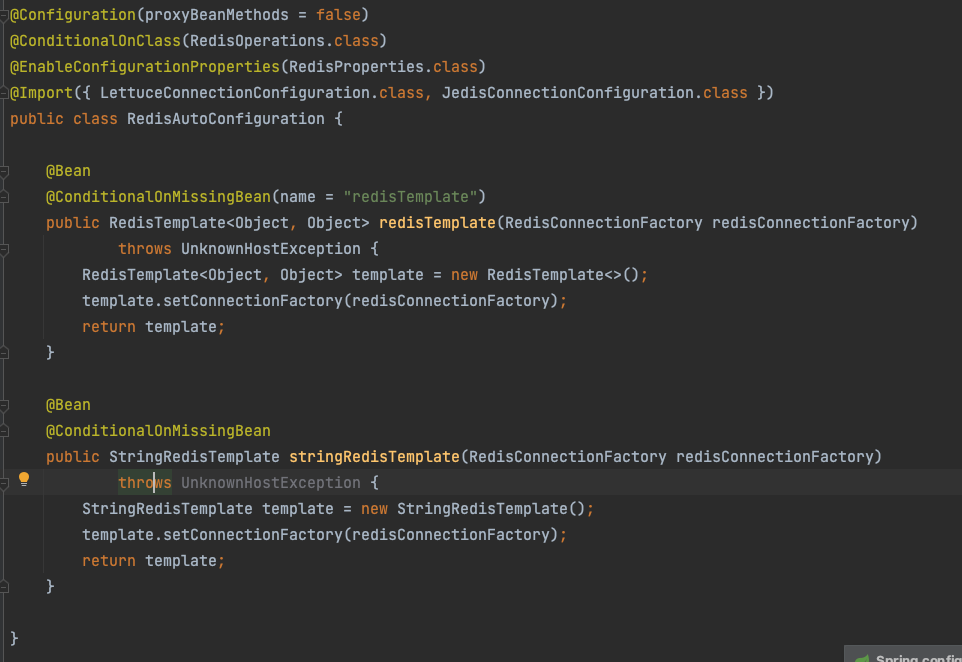 @Configuration(proxyBeanMethods = false)
@ConditionalOnClass(RedisOperations.class)
@EnableConfigurationProperties(RedisProperties.class)
@Import({ LettuceConnectionConfiguration.class, JedisConnectionConfiguration.class })
public class RedisAutoConfiguration {
@Bean
@ConditionalOnMissingBean(name = "redisTemplate")
public RedisTemplate<Object, Object> redisTemplate(RedisConnectionFactory redisConnectionFactory)
throws UnknownHostException {
RedisTemplate<Object, Object> template = new RedisTemplate<>();
template.setConnectionFactory(redisConnectionFactory);
return template;
}
@Bean
@ConditionalOnMissingBean
public StringRedisTemplate stringRedisTemplate(RedisConnectionFactory redisConnectionFactory)
throws UnknownHostException {
StringRedisTemplate template = new StringRedisTemplate();
template.setConnectionFactory(redisConnectionFactory);
return template;
}
}
Spring config